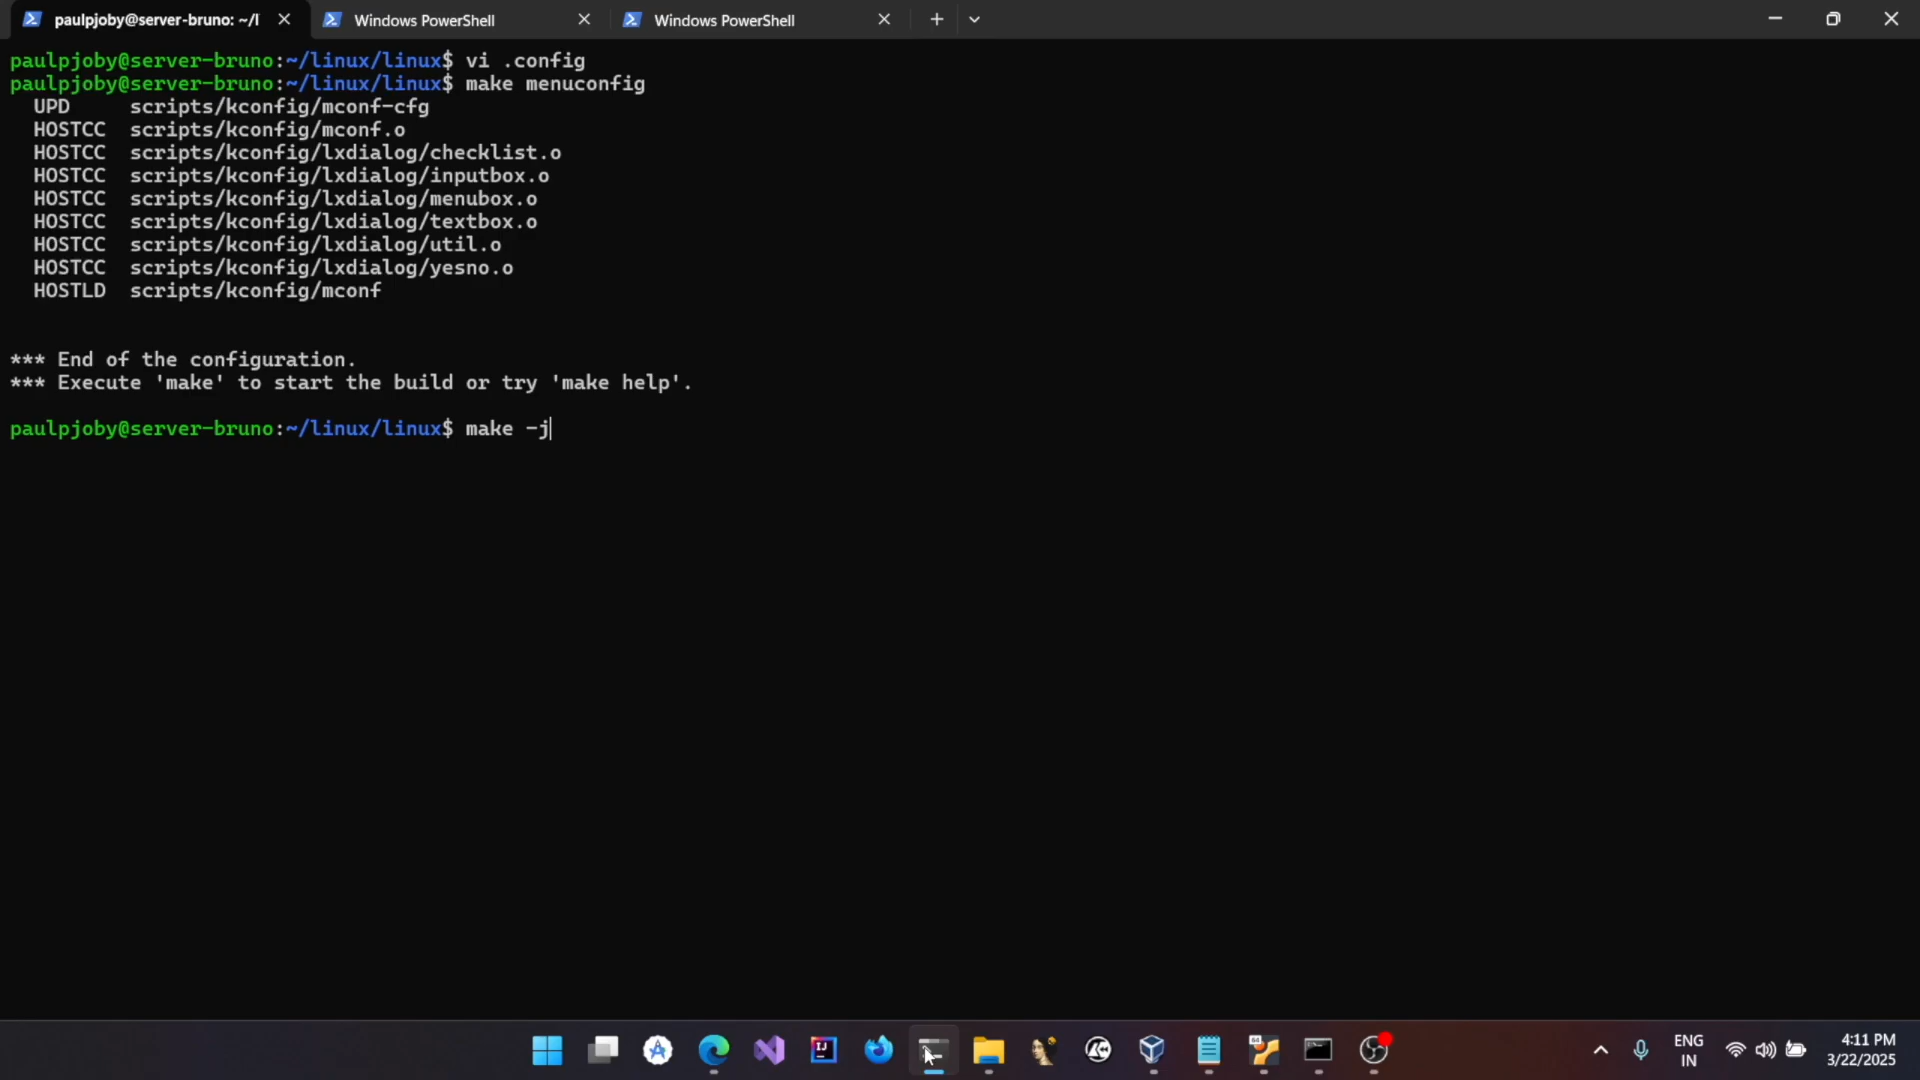 paulpjoby@server-bruno: ~/l
Windows PowerShell
Windows PowerShell
paulpjoby@server-bruno:~/linux/linux$ vi .config
paulpjoby@server-bruno:~/linux/linux$ make menuconfig
UPD scripts/kconfig/mconf-cfg
HOSTCC scripts/kconfig/mconf.o
HOSTCC scripts/kconfig/lxdialog/checklist.o
HOSTCC scripts/kconfig/lxdialog/inputbox.o
HOSTCC scripts/kconfig/lxdialog/menubox.o
HOSTCC scripts/kconfig/lxdialog/textbox.o
HOSTCC scripts/kconfig/lxdialog/util.o
HOSTCC scripts/kconfig/lxdialog/yesno.o
HOSTLD scripts/kconfig/mconf
*** End of the configuration.
*** Execute 'make' to start the build or try 'make help'.
paulpjoby@server-bruno:~/linux/linux$ make -j
ENG
IN
4:11 PM
3/22/2025